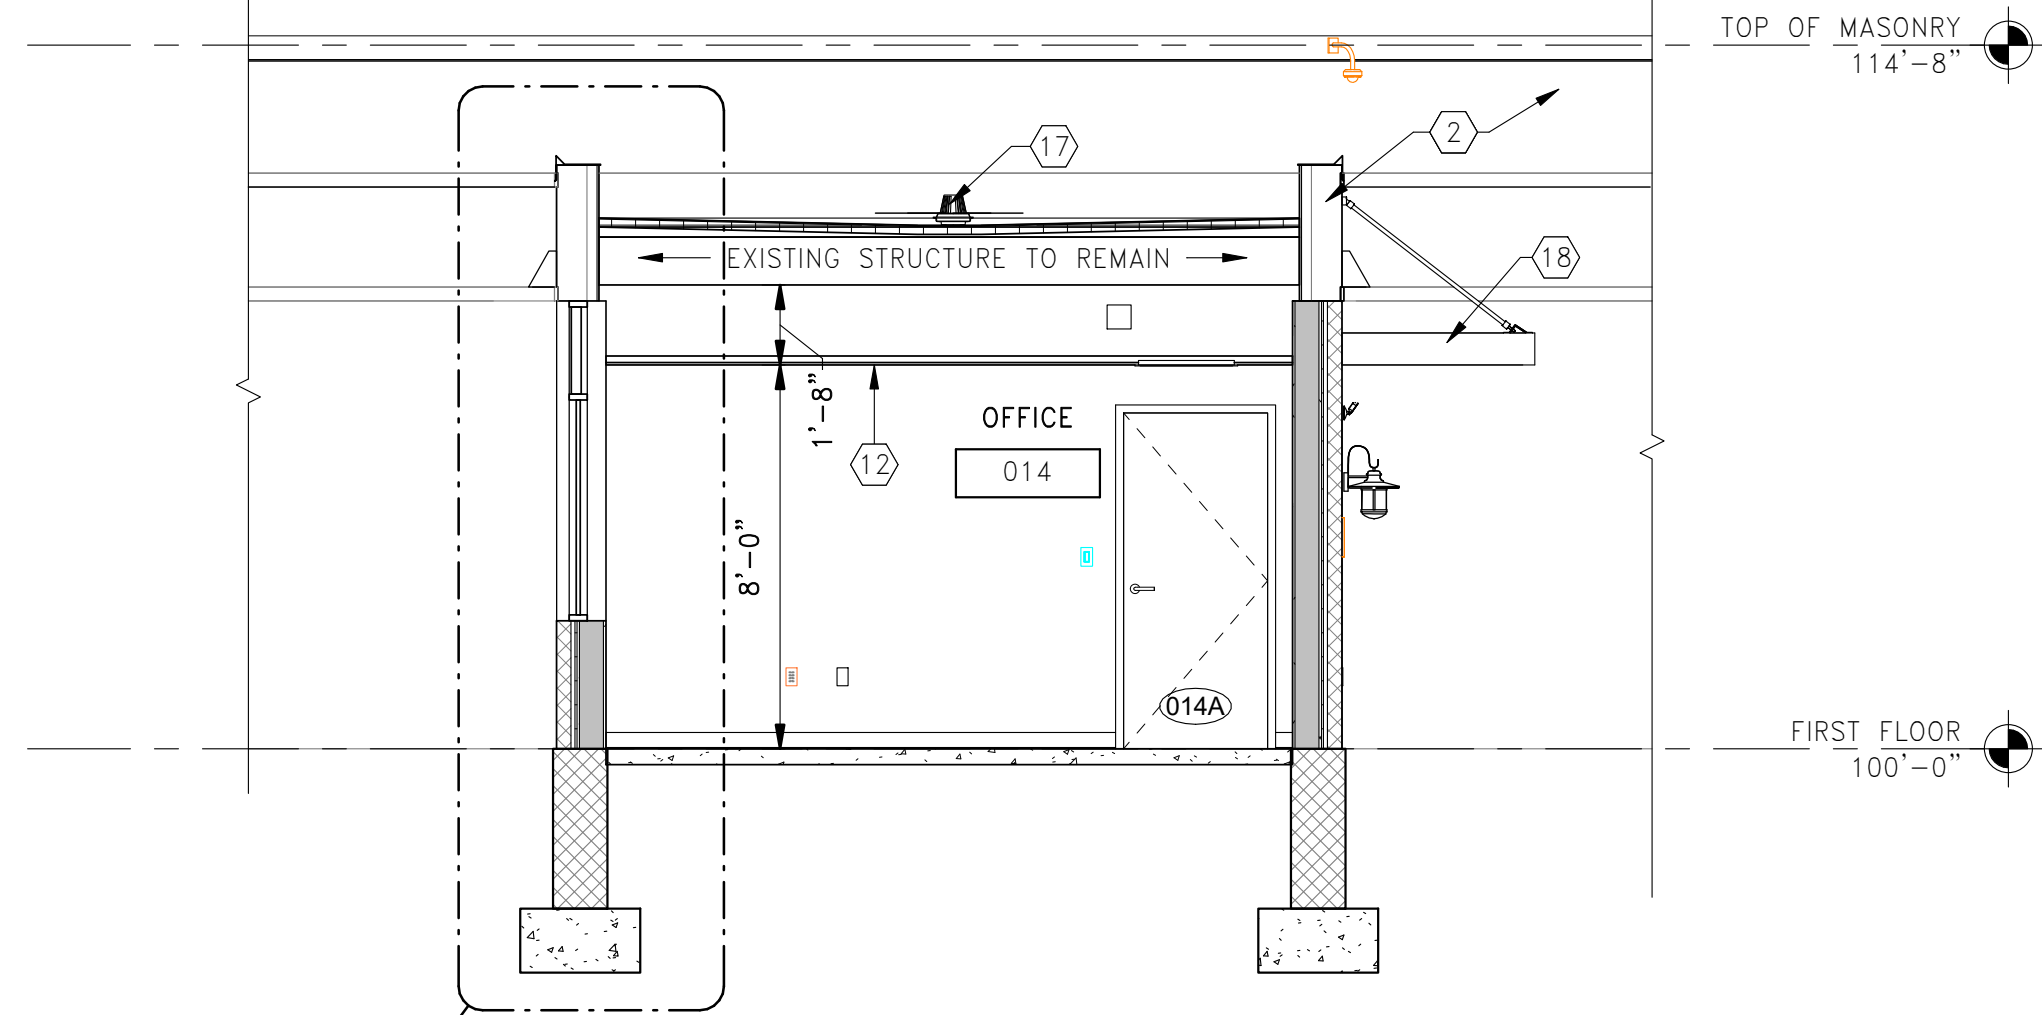 TOP OF MASONRY
114'-8"
2
17
EXISTING STRUCTURE TO REMAIN
18
1'-8"
OFFICE
12
014
8'-0"
014A
FIRST FLOOR
100'-0"